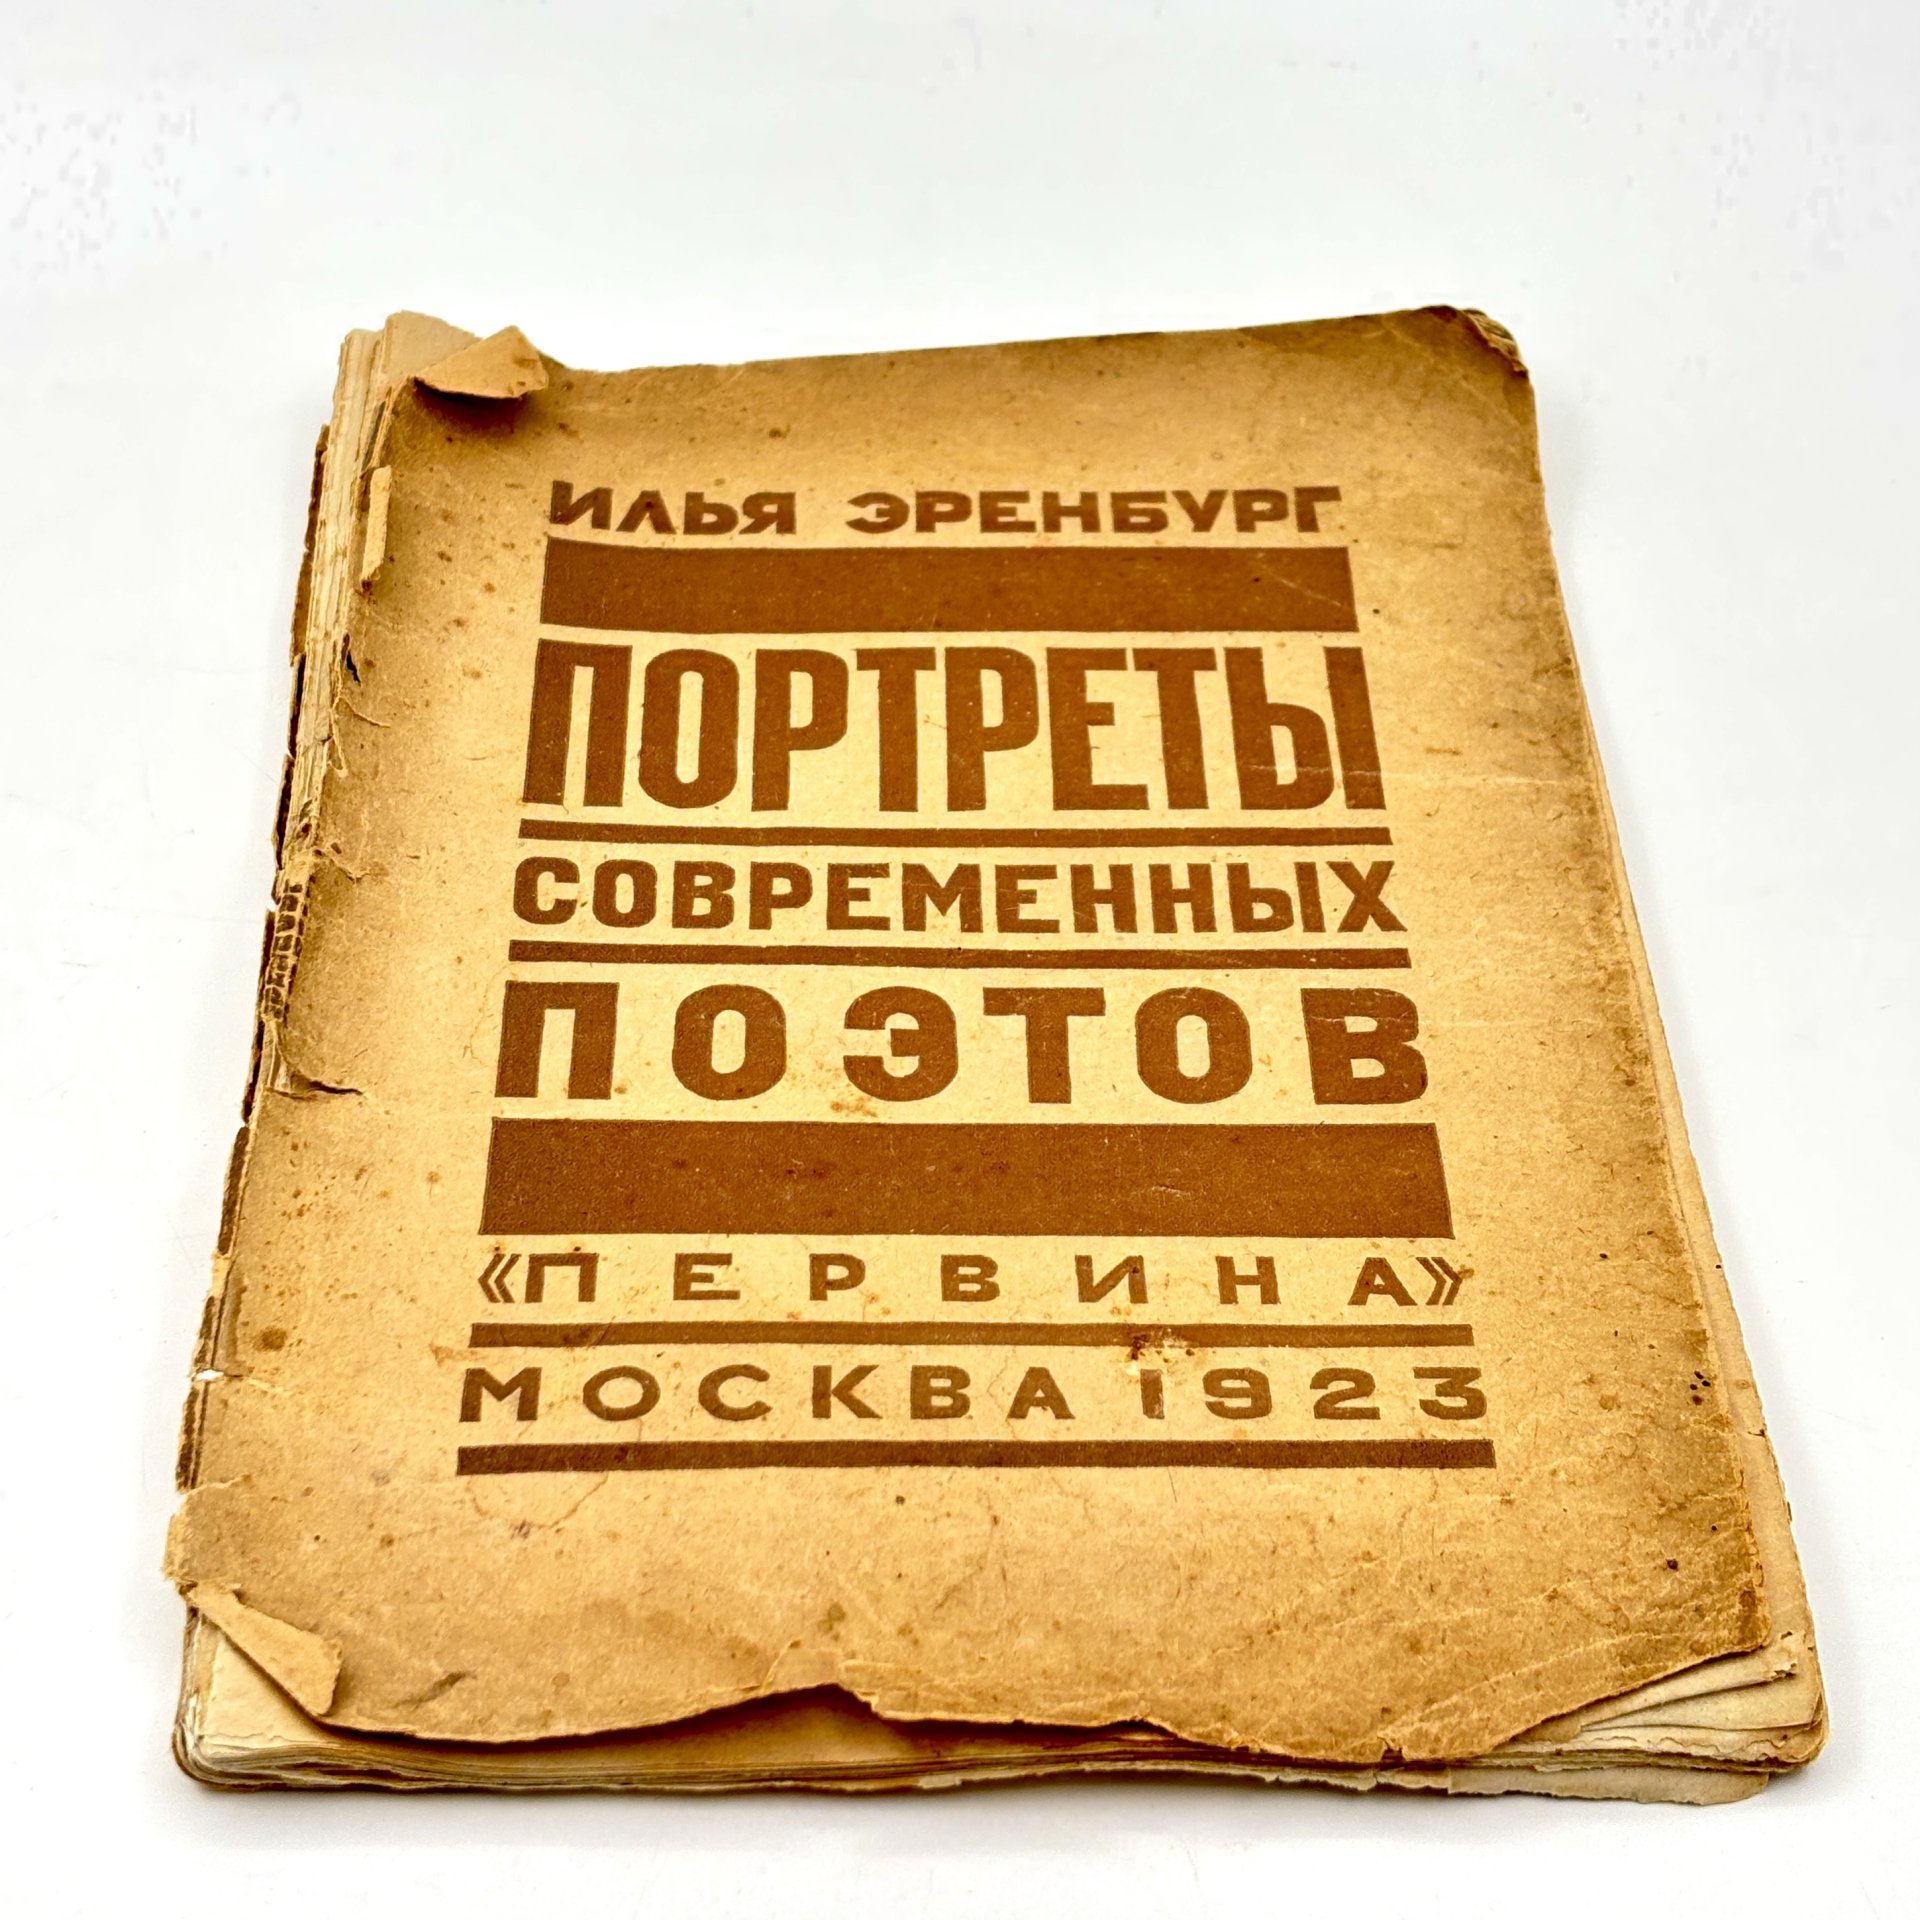 ИЛЬЯ ЭРЕНБУРГ
ПОРТРЕТЫ
СОВРЕМЕННЫХ
ПОЭТОВ
«ПЕРВИНА»
МОСКВА 1923